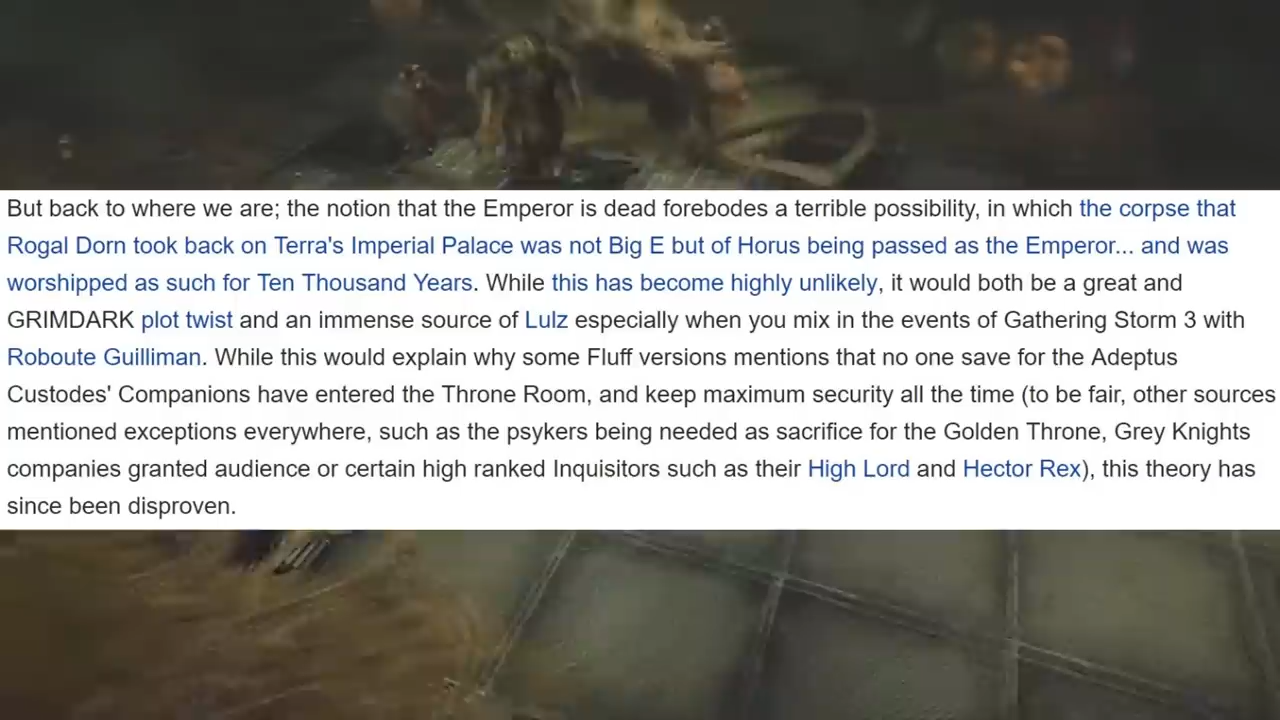 But back to where we are; the notion that the Emperor is dead forebodes a terrible possibility, in which the corpse that
Rogal Dorn took back on Terra's Imperial Palace was not Big E but of Horus being passed as the Emperor... and was
worshipped as such for Ten Thousand Years. While this has become highly unlikely, it would both be a great and
GRIMDARK plot twist and an immense source of Lulz especially when you mix in the events of Gathering Storm 3 with
Roboute Guilliman. While this would explain why some Fluff versions mentions that no one save for the Adeptus
Custodes' Companions have entered the Throne Room, and keep maximum security all the time (to be fair, other sources
mentioned exceptions everywhere, such as the psykers being needed as sacrifice for the Golden Throne, Grey Knights
companies granted audience or certain high ranked Inquisitors such as their High Lord and Hector Rex), this theory has
since been disproven.